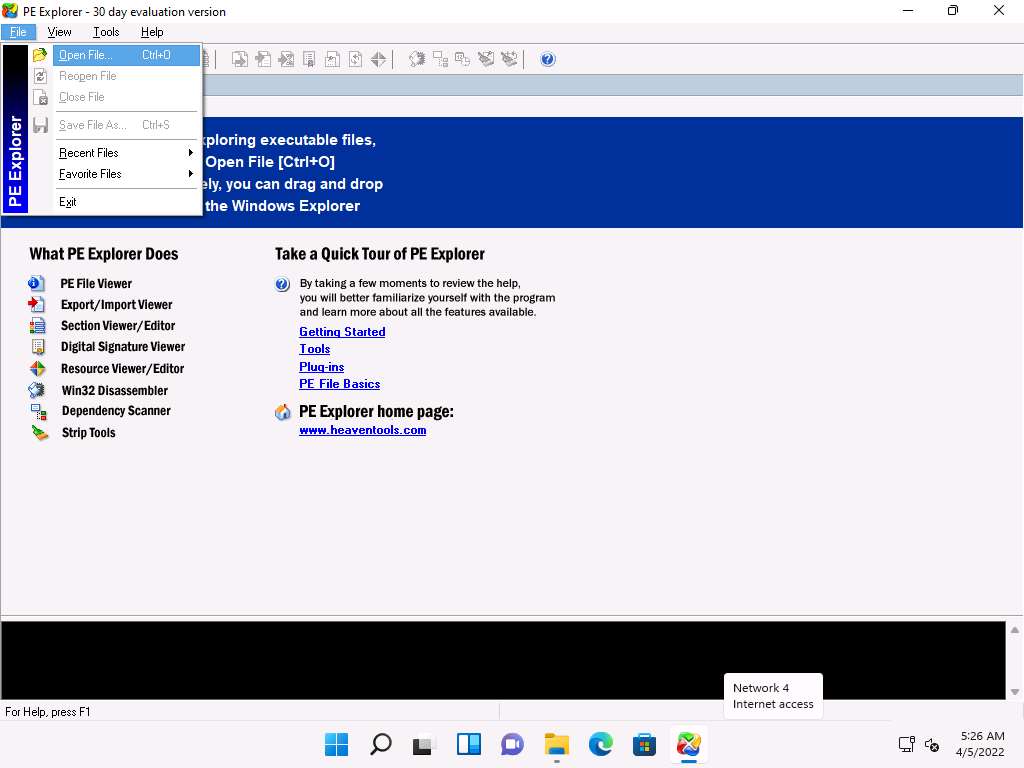 PE Explorer - 30 day evaluation version
File View Tools Help
Open File... Ctrl+O
Reopen File
Close File
Save File As... Ctrl+S
Recent Files
Favorite Files
Exit
PE Explorer
xploring executable files,
Open File [Ctrl+O]
ely, you can drag and drop
the Windows Explorer
What PE Explorer Does
PE File Viewer
Export/Import Viewer
Section Viewer/Editor
Digital Signature Viewer
Resource Viewer/Editor
Win32 Disassembler
Dependency Scanner
Strip Tools
Take a Quick Tour of PE Explorer
By taking a few moments to review the help,
you will better familiarize yourself with the program
and learn more about all the features available.
Getting Started
Tools
Plug-ins
PE File Basics
PE Explorer home page:
www.heaventools.com
Network 4
Internet access
For Help, press F1
5:26 AM
4/5/2022